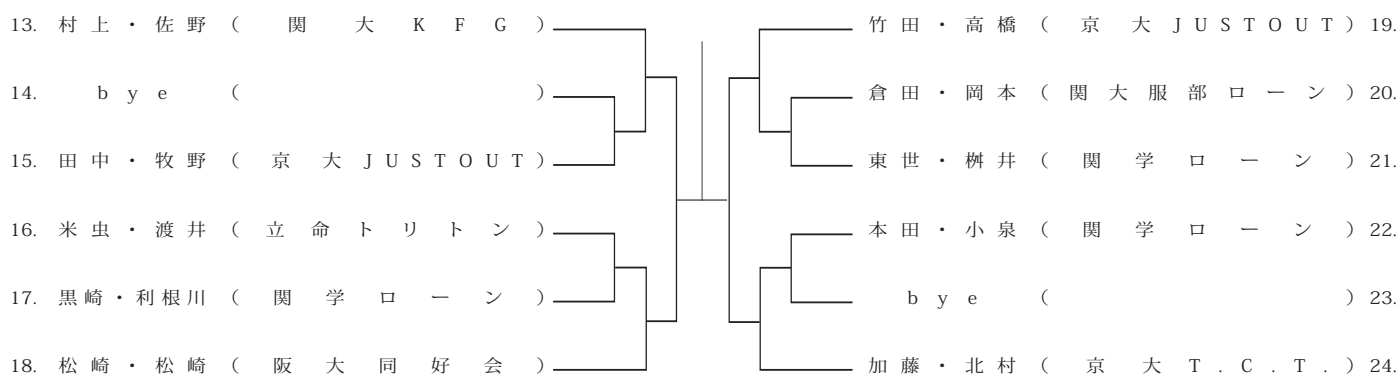 13. 村上・佐野（関大KFG）
14. bye（）
15. 田中・牧野（京大JUSTOUT）
16. 米虫・渡井（立命トリトン）
17. 黒崎・利根川（関学ローン）
18. 松崎・松崎（阪大同好会）
竹田・高橋（京大JUSTOUT）19.
倉田・岡本（関大服部ローン）20.
東世・桝井（関学ローン）21.
本田・小泉（関学ローン）22.
bye（）23.
加藤・北村（京大T.C.T.）24.